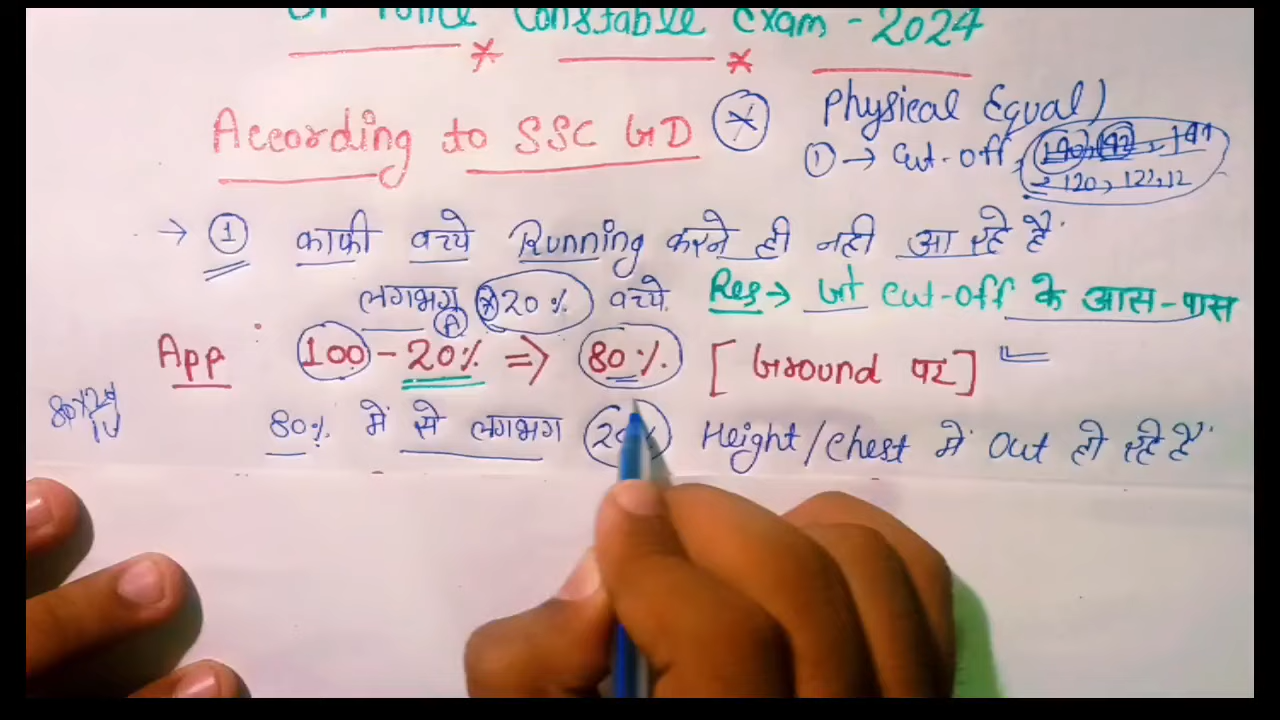 UP Police Constable Exam - 2024
According to SSC GD
Physical Equal)
① → Cut-off
120, 122, 12
→ ① काफी बच्चे Running करने ही नही आ रहे है
लगभग 20% बच्चे
Res → Cut-off के आस-पास
App 100 - 20% => 80% [Ground पर]
80% में से लगभग 20% Height/Chest में Out हो रहे हैं